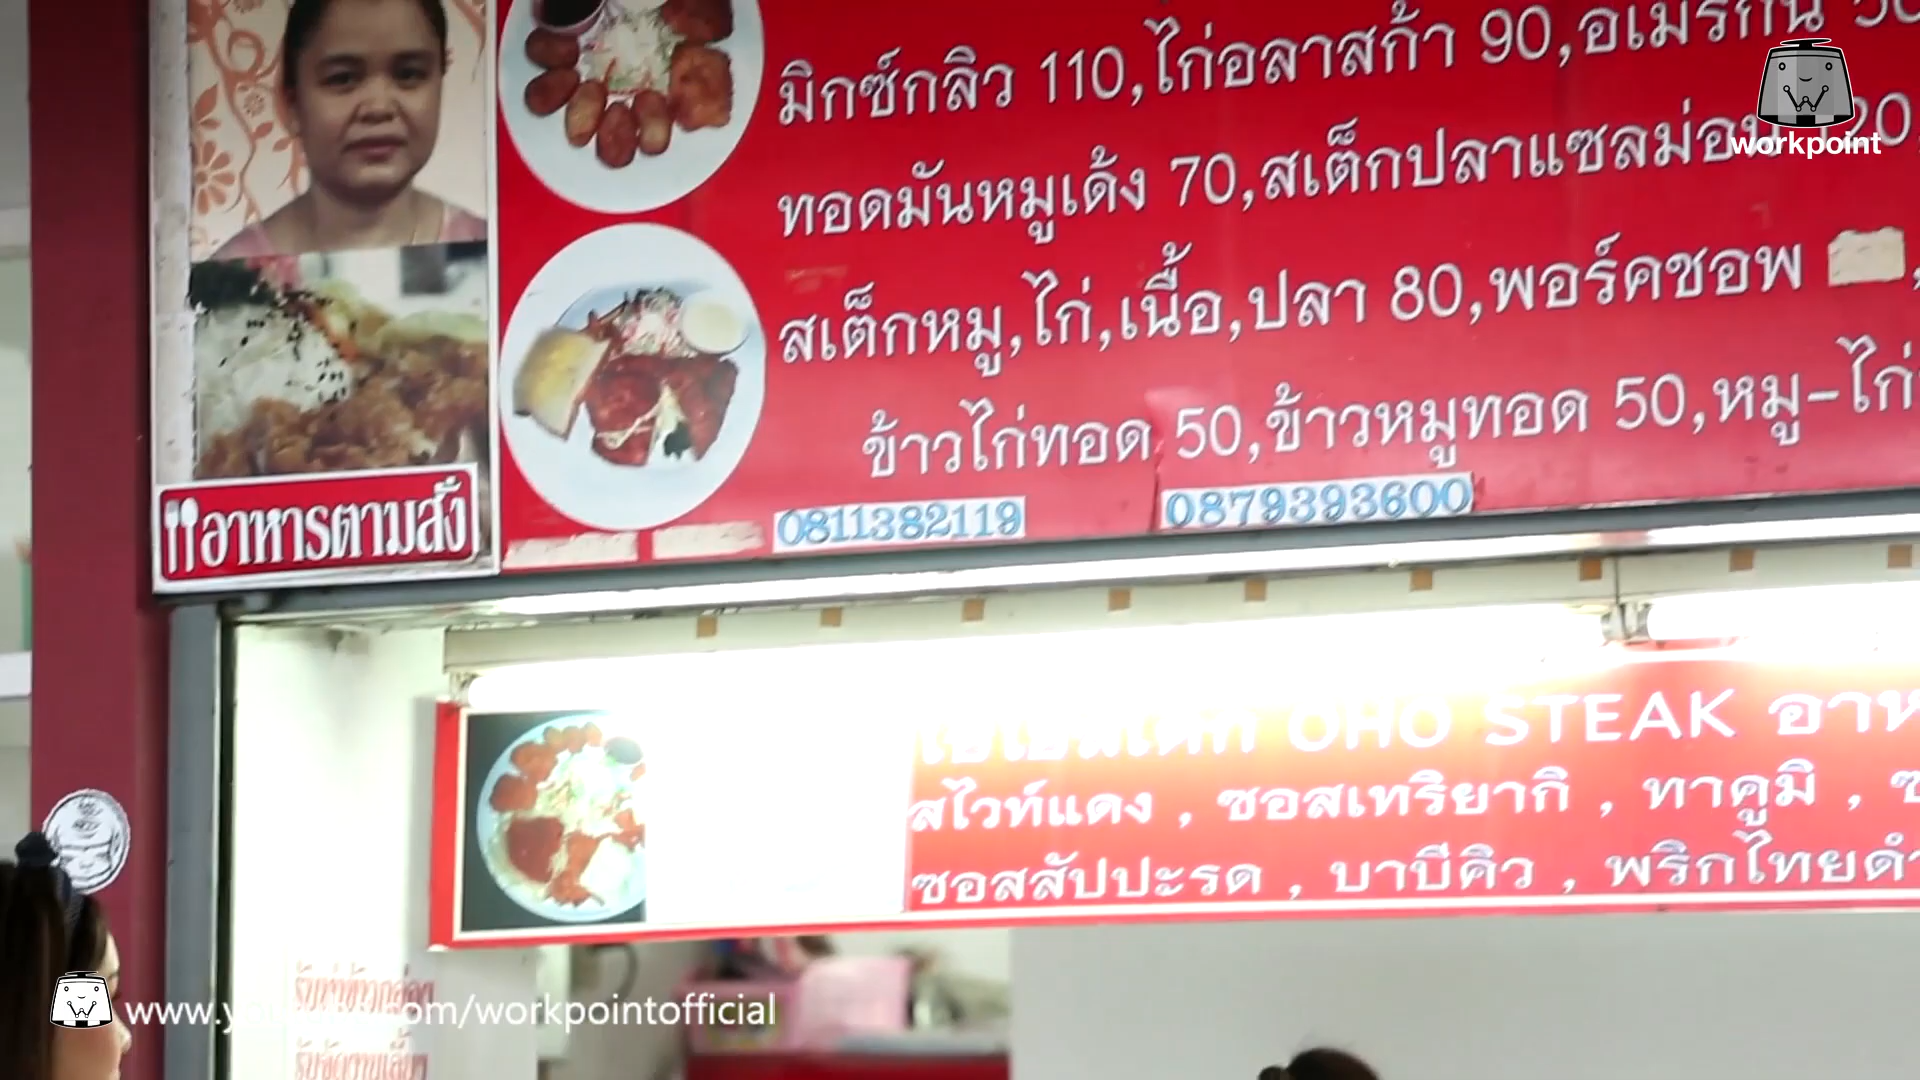 มิกซ์กลิว 110,ไก่อลาสก้า 90,อเมริกัน
ทอดมันหมูเด้ง 70,สเต็กปลาแซลม่อน 120,
สเต็กหมู,ไก่,เนื้อ,ปลา 80,พอร์คชอพ
ข้าวไก่ทอด 50,ข้าวหมูทอด 50,หมู-ไก่
0811382119 0879393600
อาหารตามสั่ง
workpoint
OHO STEAK
สไวท์แดง , ซอสเทริยากิ , ทาคูมิ ,
ซอสสัปปะรด , บาบีคิว , พริกไทยดำ
www.youtube.com/workpointofficial